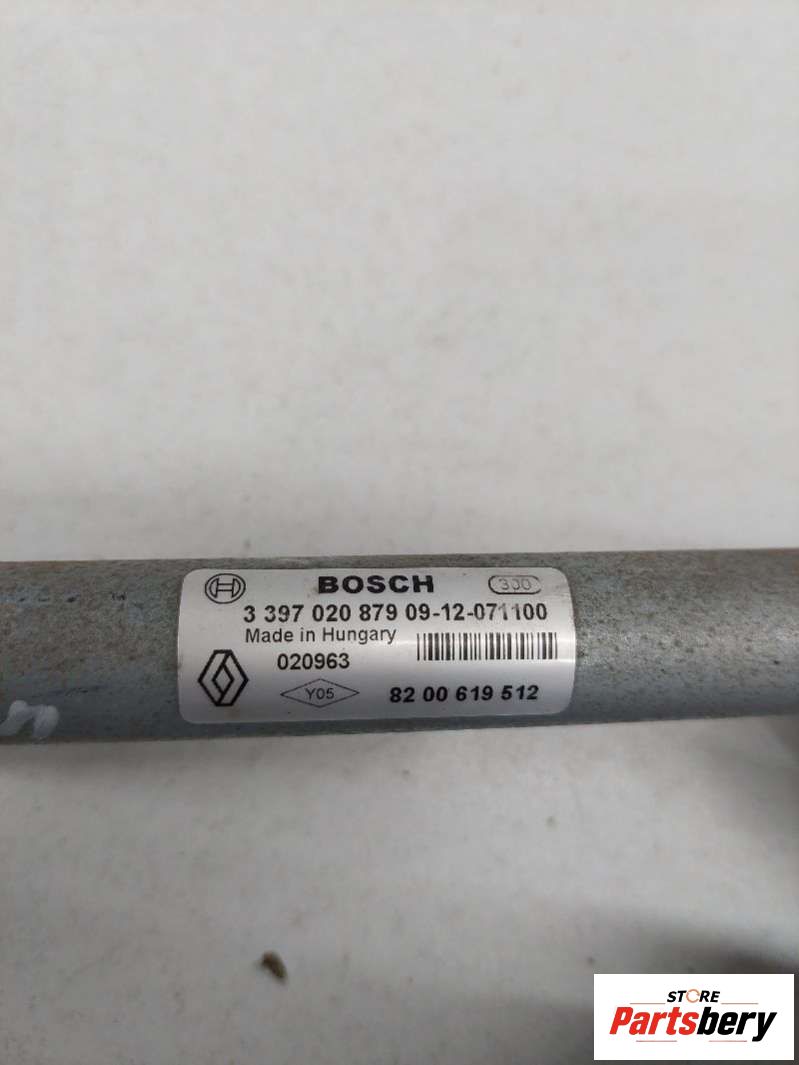 BOSCH 300
3 397 020 879 09-12-071100
Made in Hungary
020963
Y05 82 00 619 512
STORE
Partsbery